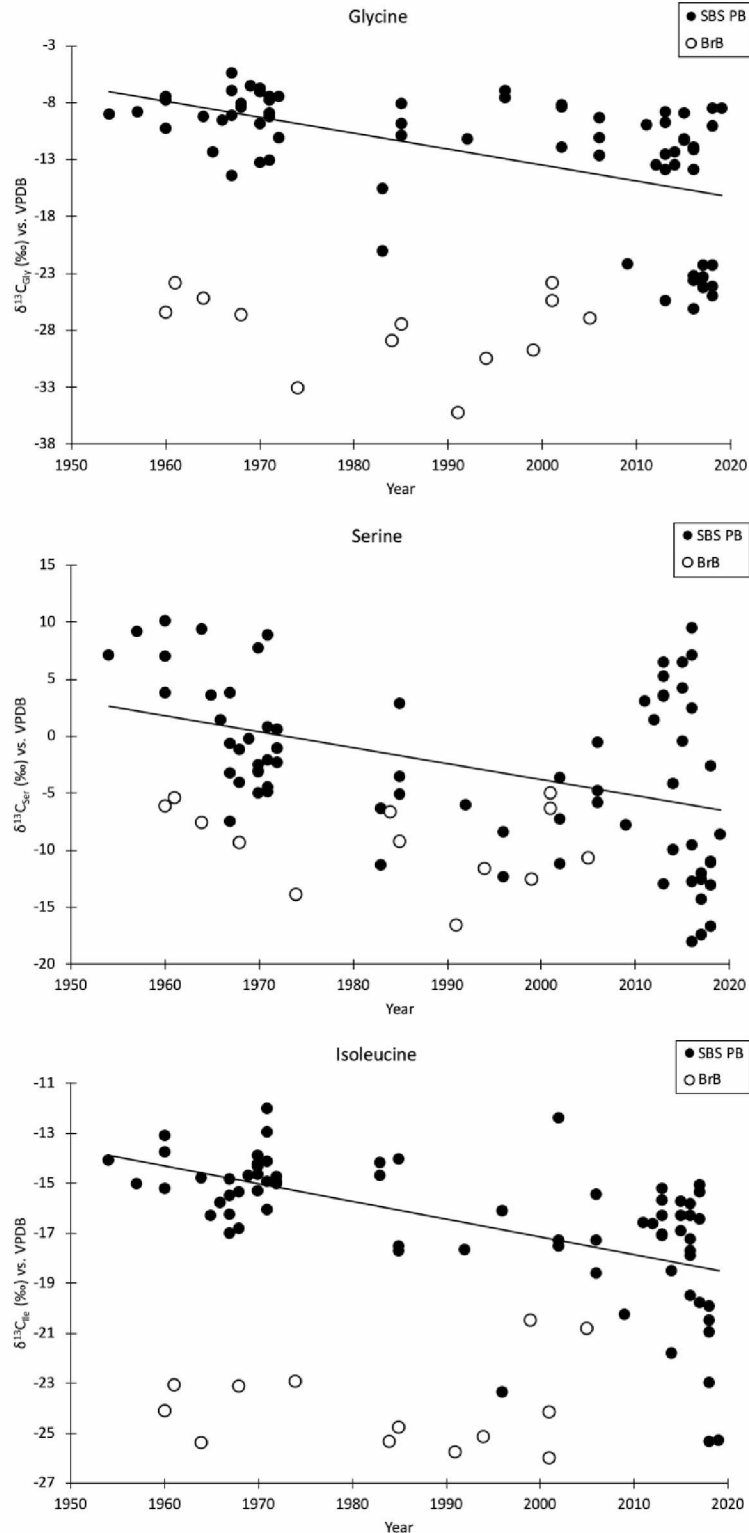 Glycine
SBS PB
BrB
-3
-8
-13
-18
-23
-28
-33
-38
δ¹³C_Gly (‰) vs. VPDB
1950 1960 1970 1980 1990 2000 2010 2020
Year
Serine
SBS PB
BrB
15
10
5
0
-5
-10
-15
-20
δ¹³C_Ser (‰) vs. VPDB
1950 1960 1970 1980 1990 2000 2010 2020
Year
Isoleucine
SBS PB
BrB
-11
-13
-15
-17
-19
-21
-23
-25
-27
δ¹³C_Ile (‰) vs. VPDB
1950 1960 1970 1980 1990 2000 2010 2020
Year